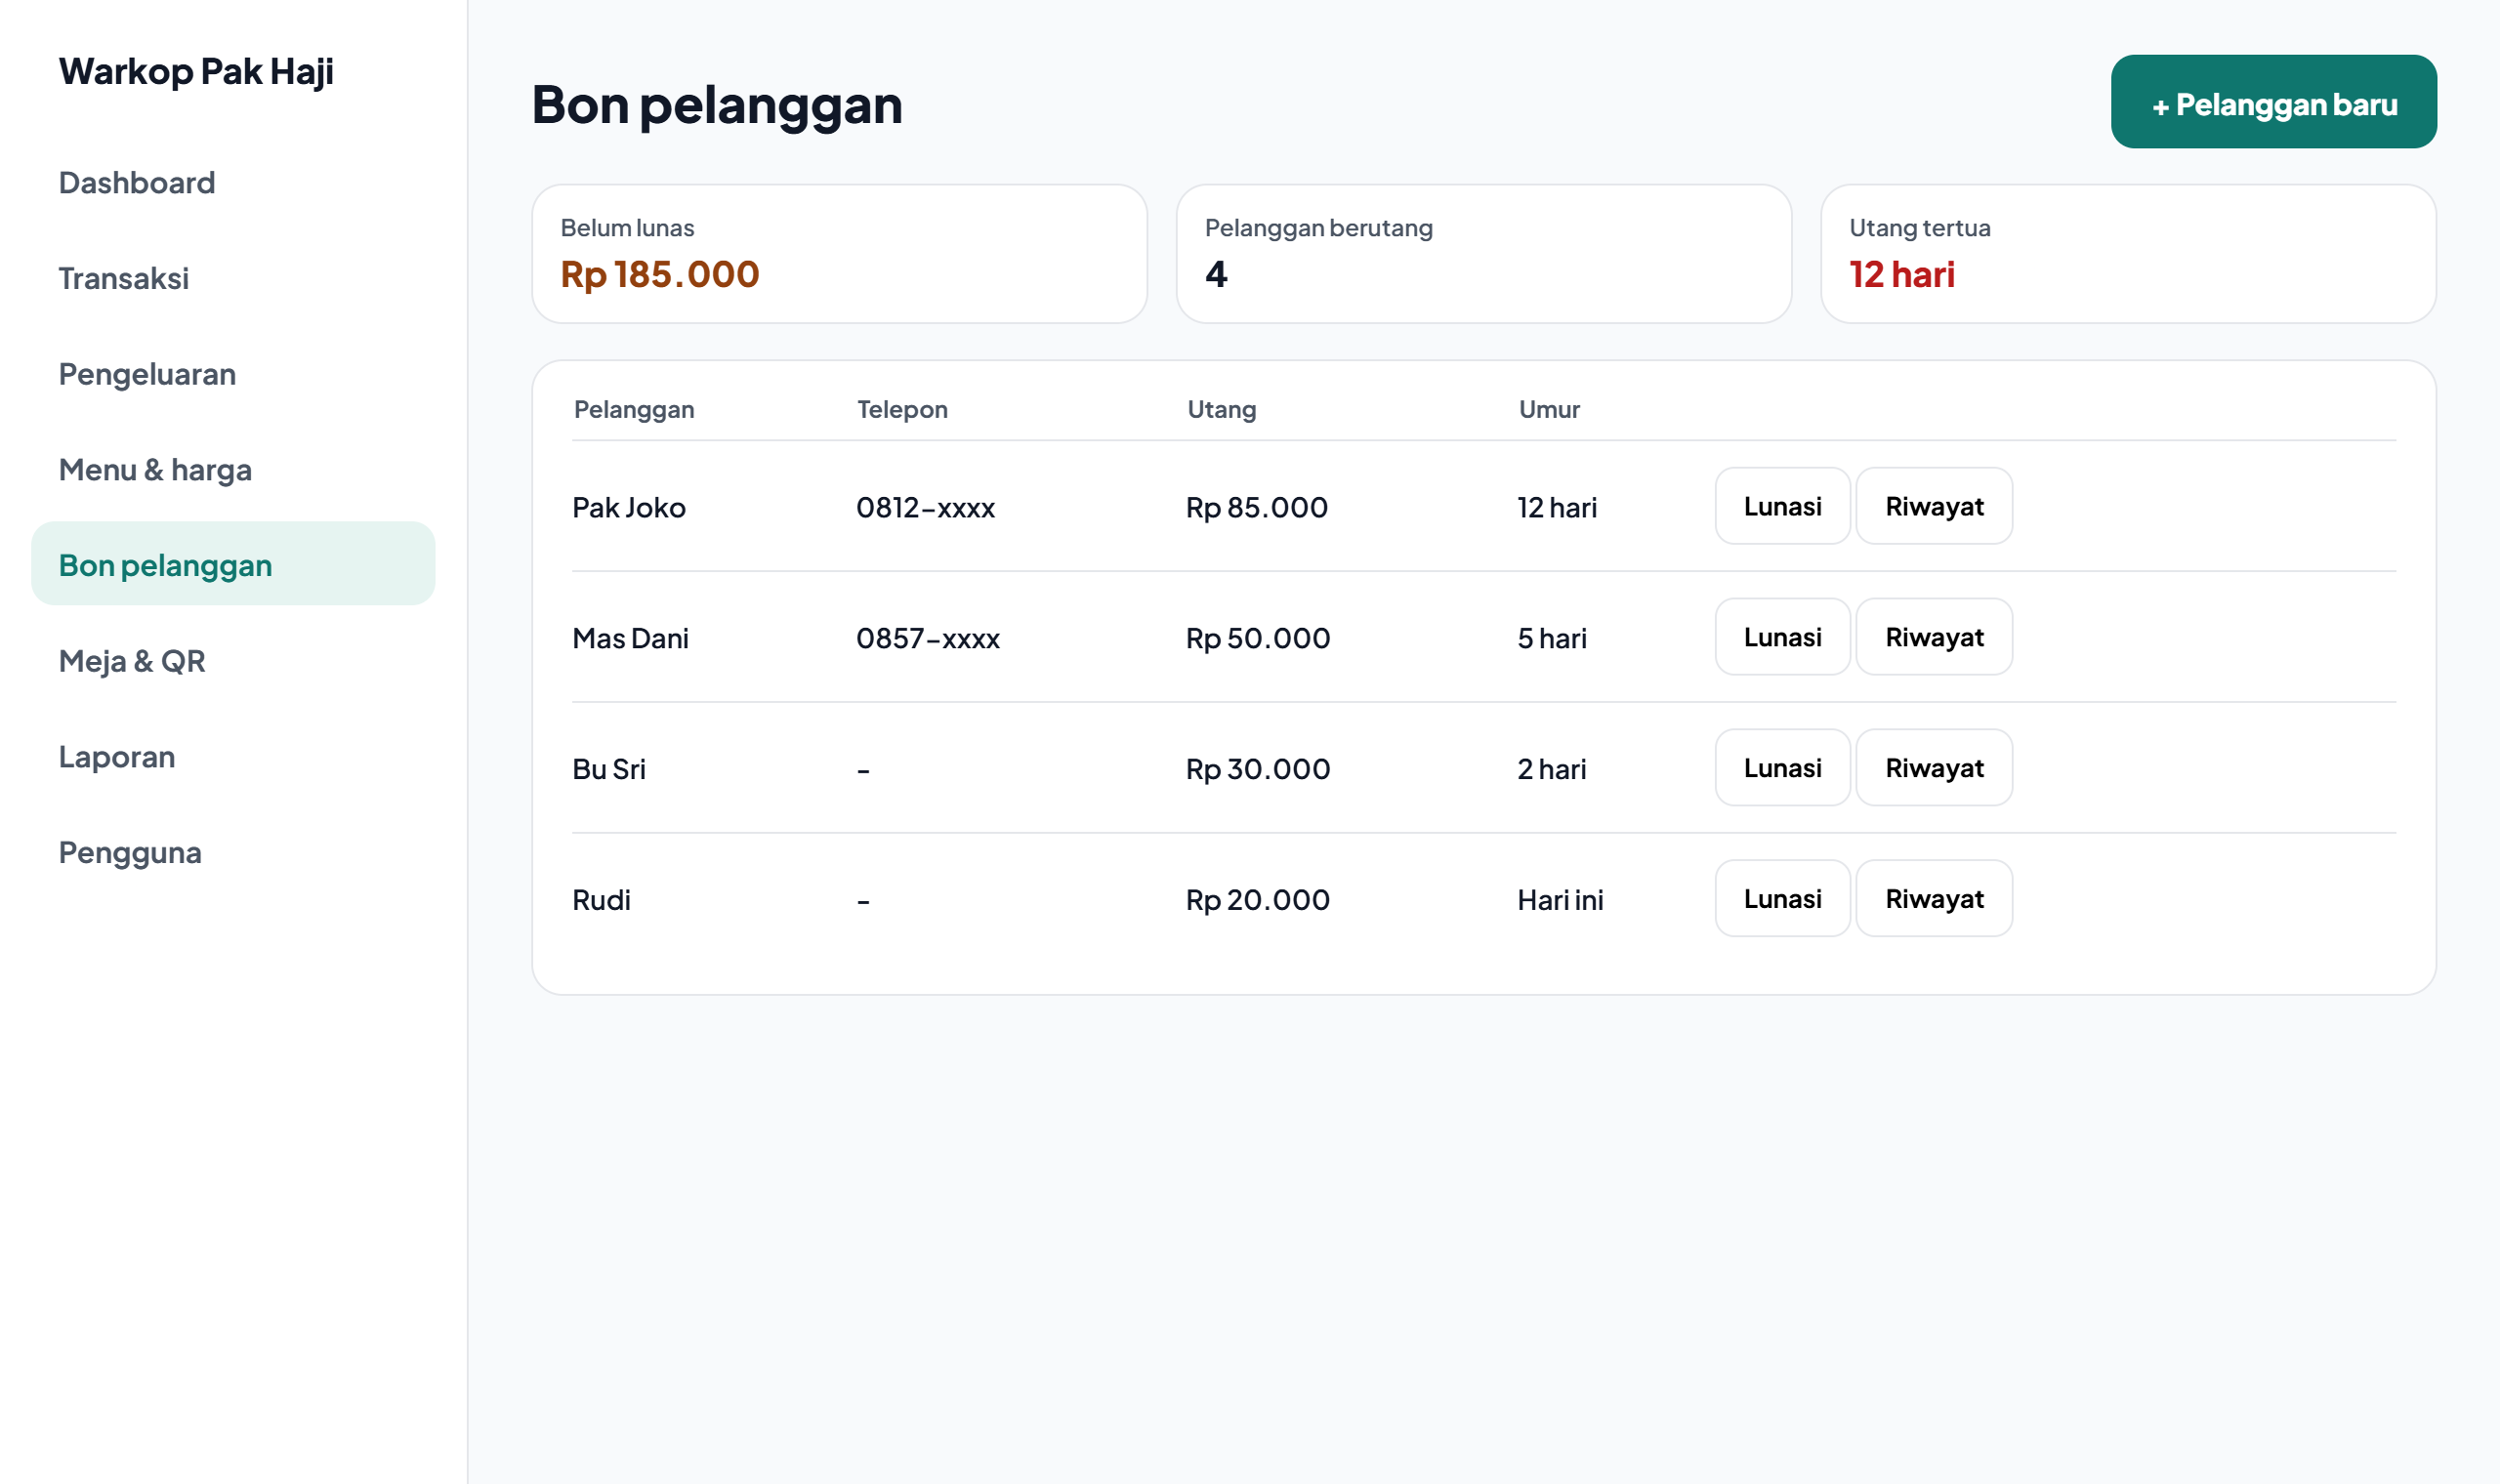 Warkop Pak Haji
Dashboard
Transaksi
Pengeluaran
Menu & harga
Bon pelanggan
Meja & QR
Laporan
Pengguna
Bon pelanggan
+ Pelanggan baru
Belum lunas
Rp 185.000
Pelanggan berutang
4
Utang tertua
12 hari
Pelanggan Telepon Utang Umur
Pak Joko 0812–xxxx Rp 85.000 12 hari Lunasi Riwayat
Mas Dani 0857–xxxx Rp 50.000 5 hari Lunasi Riwayat
Bu Sri - Rp 30.000 2 hari Lunasi Riwayat
Rudi - Rp 20.000 Hari ini Lunasi Riwayat